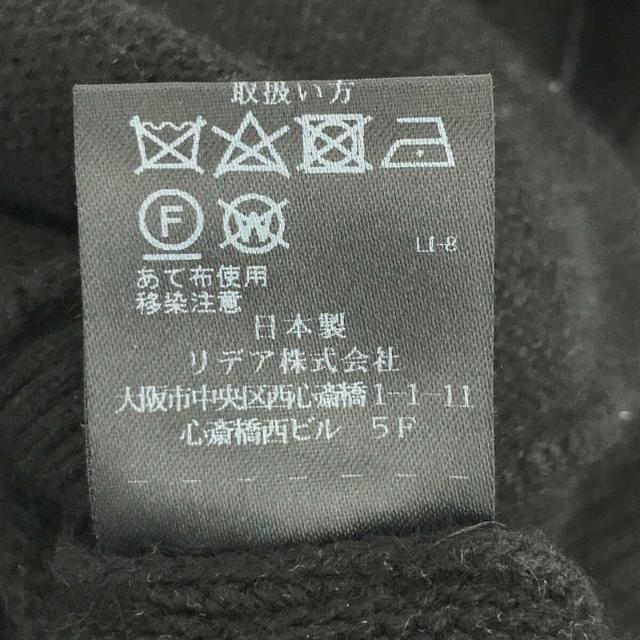 取扱い方
F W
LI-8
あて布使用
移染注意
日本製
リデア株式会社
大阪市中央区西心斎橋1-1-11
心斎橋西ビル 5F